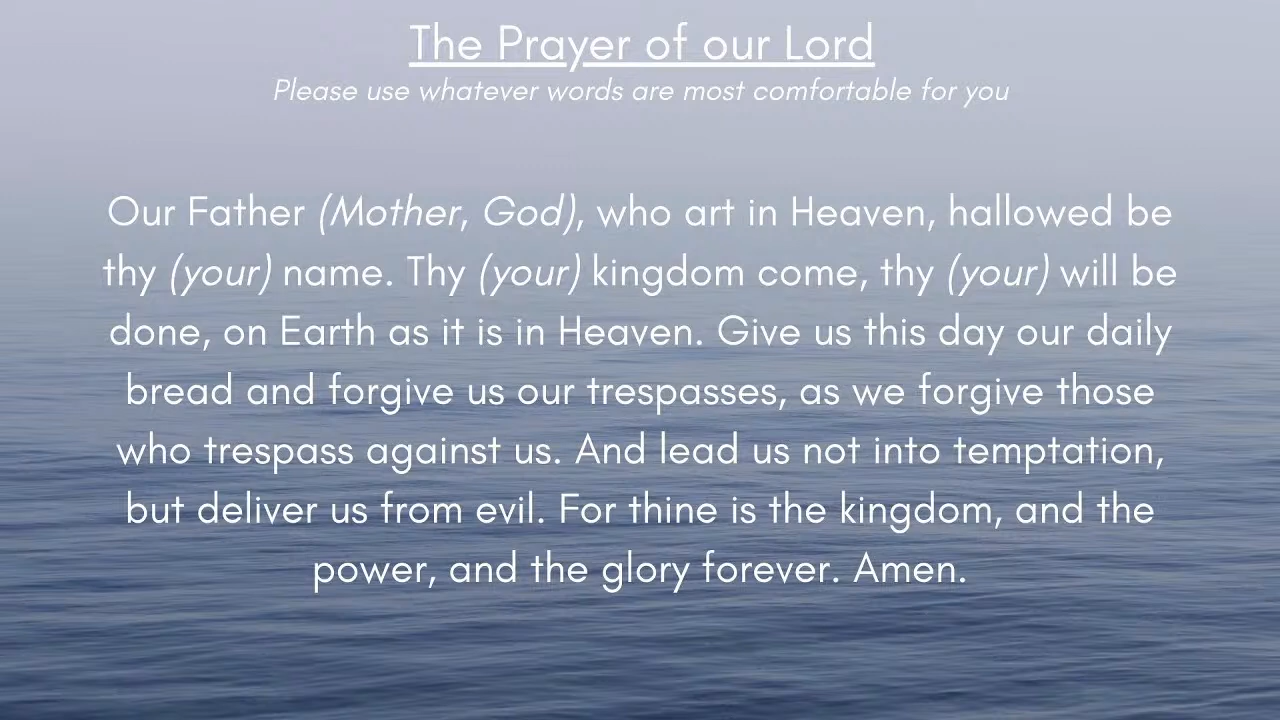 The Prayer of our Lord
Please use whatever words are most comfortable for you
Our Father (Mother, God), who art in Heaven, hallowed be
thy (your) name. Thy (your) kingdom come, thy (your) will be
done, on Earth as it is in Heaven. Give us this day our daily
bread and forgive us our trespasses, as we forgive those
who trespass against us. And lead us not into temptation,
but deliver us from evil. For thine is the kingdom, and the
power, and the glory forever. Amen.